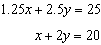 1.25x + 2.5y = 25
x + 2y = 20